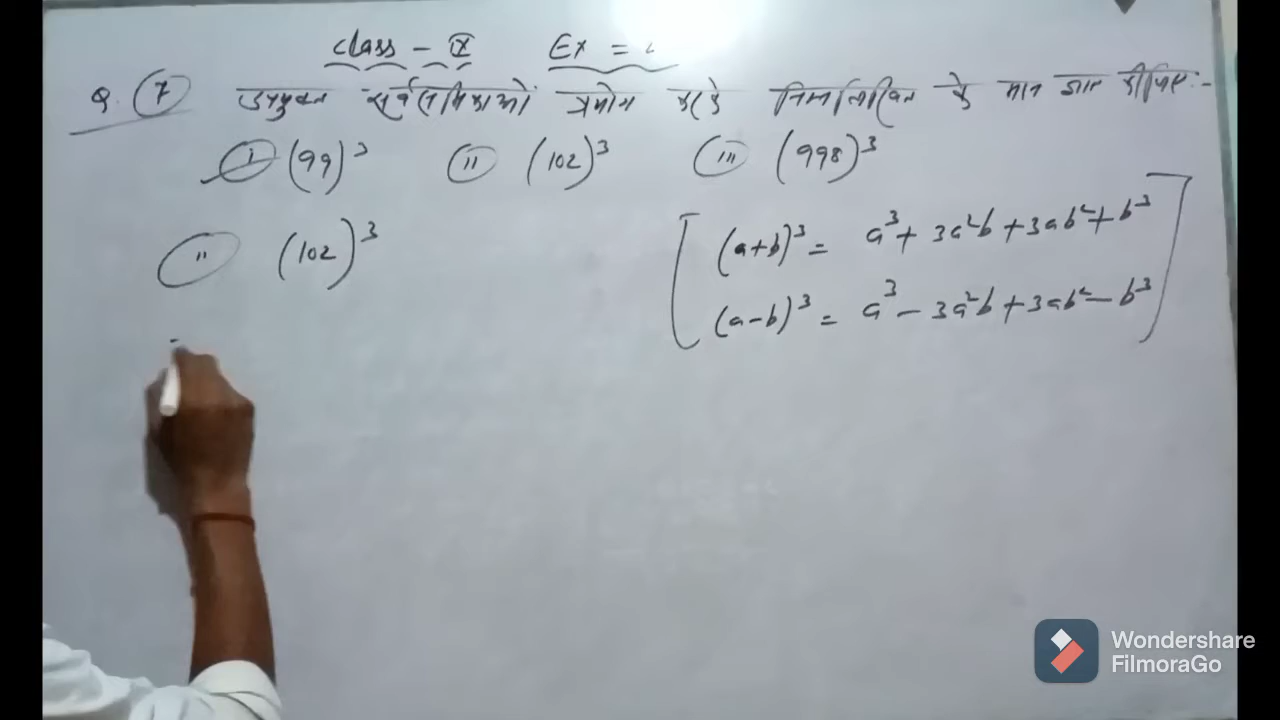 class - IX Ex =
Q. 7 उपयुक्त सर्वसमिकाओं प्रयोग करके निम्नलिखित के मान ज्ञात कीजिए:-
i (99)³ ii (102)³ iii (998)³
ii (102)³
(a+b)³ = a³ + 3a²b + 3ab² + b³
(a-b)³ = a³ - 3a²b + 3ab² - b³
Wondershare
FilmoraGo